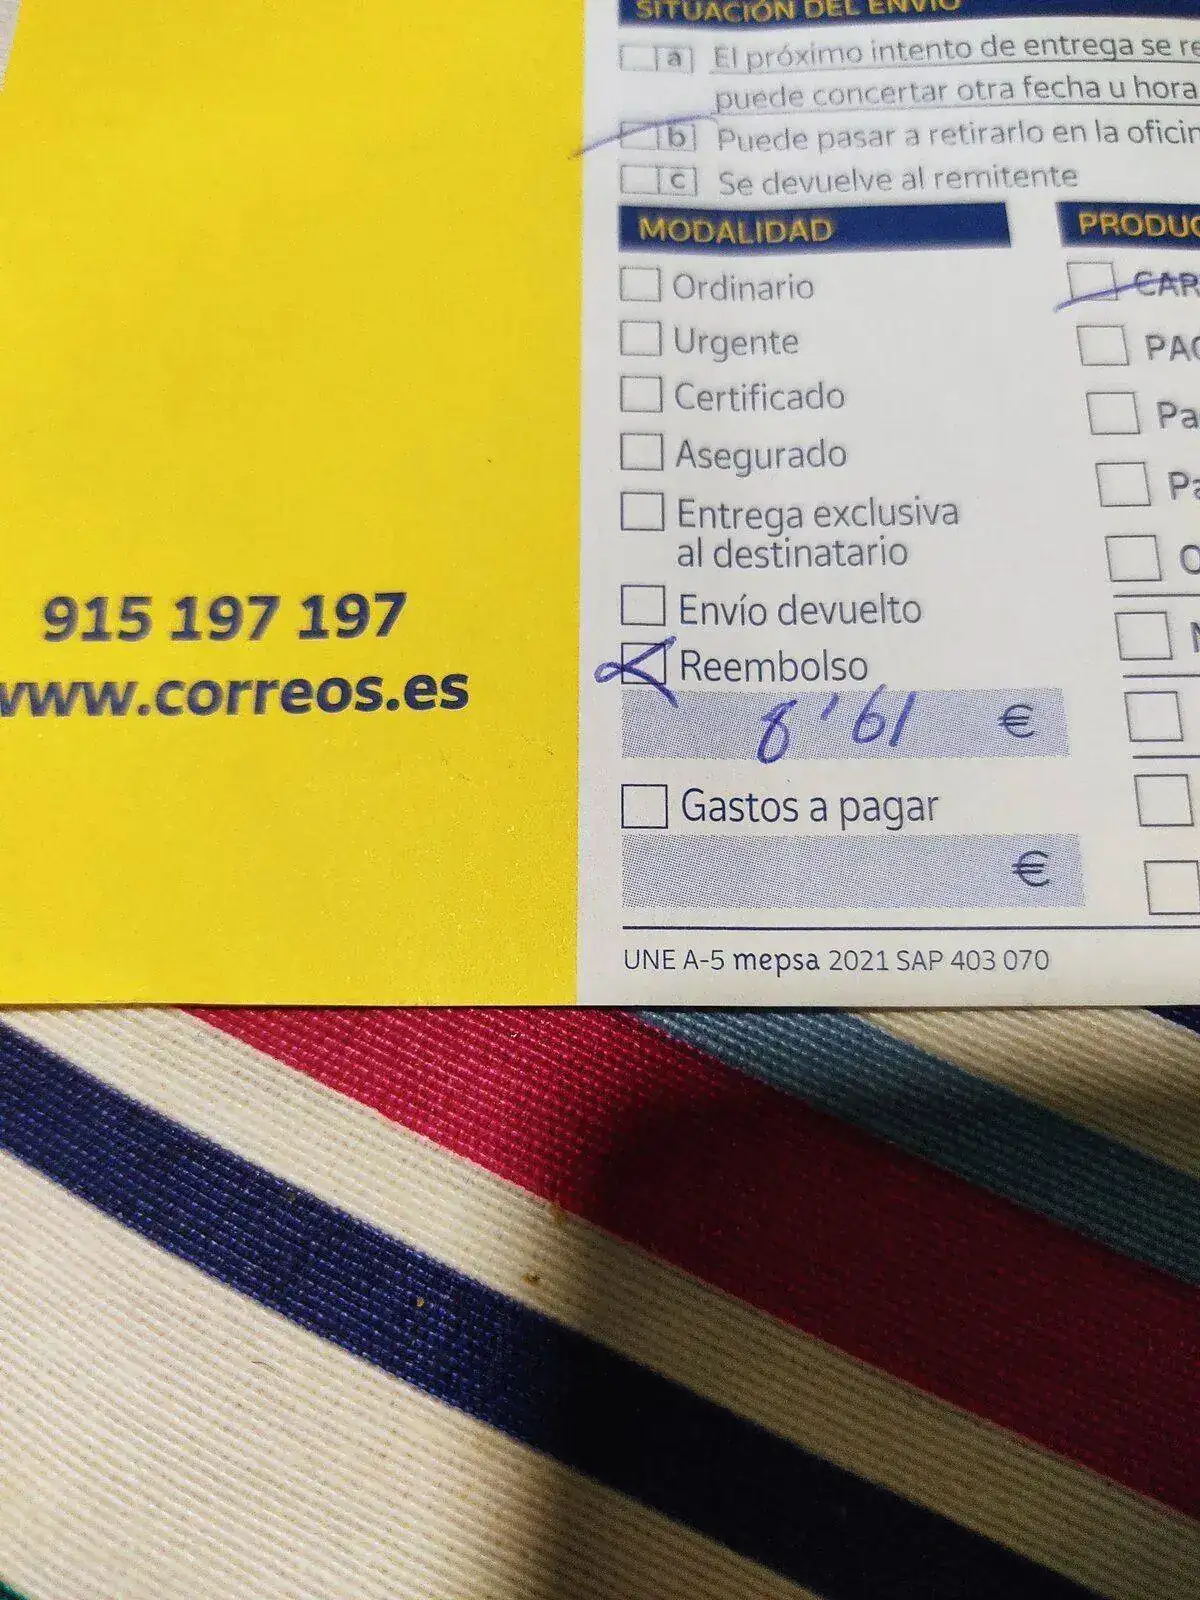 SITUACIÓN DEL ENVÍO
a El próximo intento de entrega se
puede concertar otra fecha u hora
b Puede pasar a retirarlo en la
c Se devuelve al remitente
MODALIDAD
Ordinario
Urgente
Certificado
Asegurado
Entrega exclusiva
al destinatario
Envío devuelto
Reembolso
8'61 €
Gastos a pagar
€
UNE A-5 mepsa 2021 SAP 403 070
915 197 197
www.correos.es